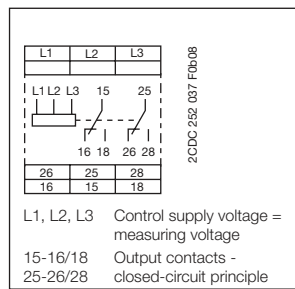 L1 L2 L3
L1 L2 L3 15 25
16 18 26 28
26 25 28
16 15 18
2CDC 252 037 F0b08
L1, L2, L3 Control supply voltage =
measuring voltage
15-16/18 Output contacts -
25-26/28 closed-circuit principle